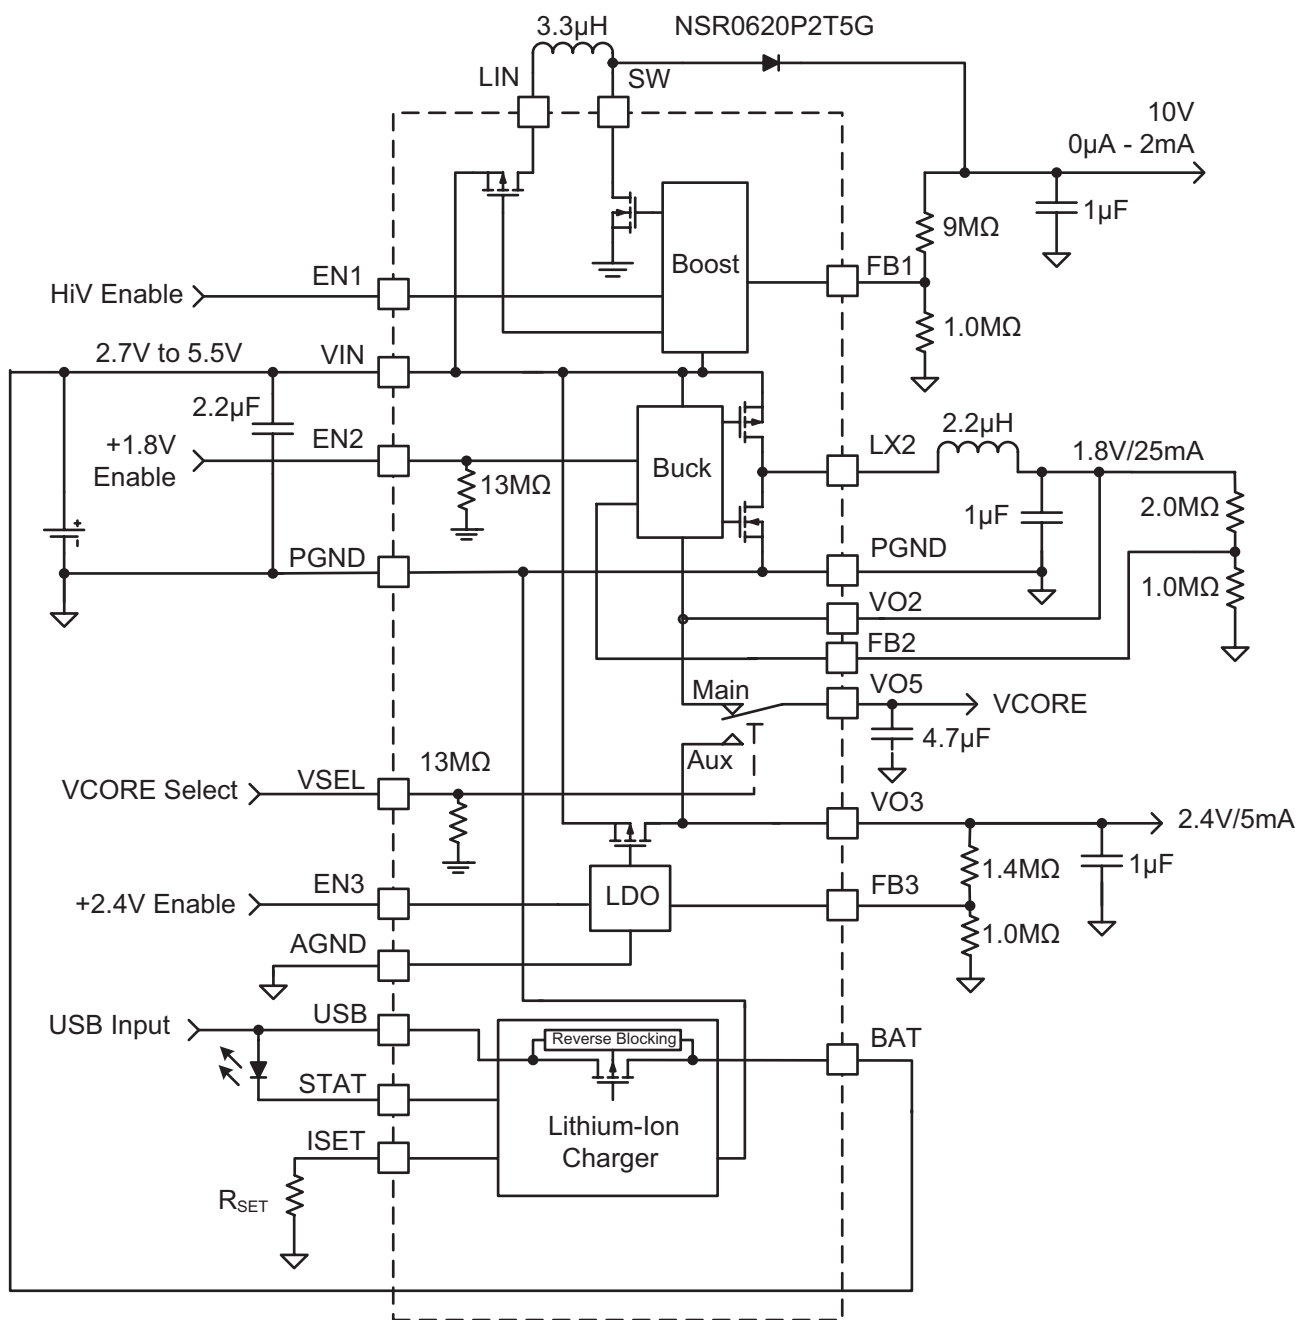 3.3µH
NSR0620P2T5G
LIN
SW
10V
0µA - 2mA
1µF
9MΩ
Boost
FB1
EN1
HiV Enable
1.0MΩ
2.7V to 5.5V
VIN
2.2µF
+1.8V
Enable
EN2
13MΩ
Buck
LX2
2.2µH
1.8V/25mA
1µF
2.0MΩ
+
-
PGND
PGND
1.0MΩ
VO2
FB2
Main
VO5
VCORE
4.7µF
Aux
13MΩ
VCORE Select
VSEL
VO3
2.4V/5mA
1.4MΩ
1µF
+2.4V Enable
EN3
LDO
FB3
1.0MΩ
AGND
USB Input
USB
Reverse Blocking
BAT
STAT
Lithium-Ion
Charger
ISET
RSET